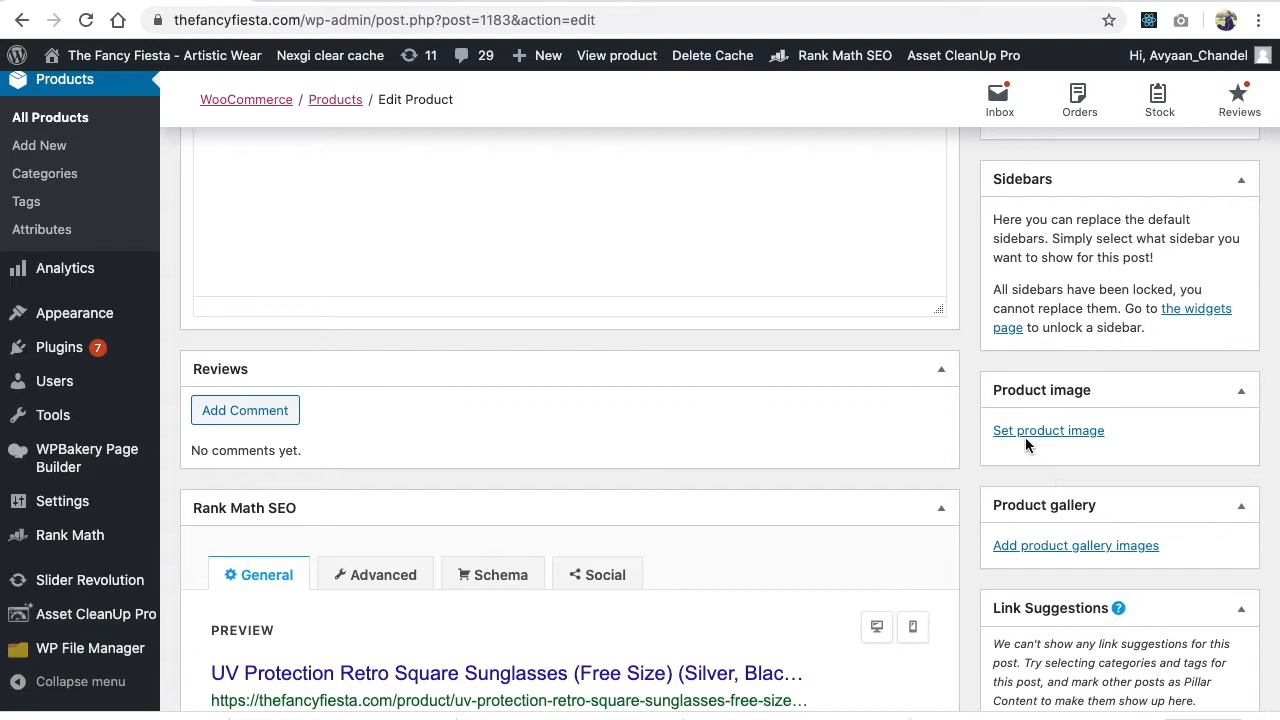 thefancyfiesta.com/wp-admin/post.php?post=1183&action=edit
The Fancy Fiesta - Artistic Wear
Nexgi clear cache
11
29
New
View product
Delete Cache
Rank Math SEO
Asset CleanUp Pro
Hi, Avyaan_Chandel
Products
All Products
Add New
Categories
Tags
Attributes
Analytics
Appearance
Plugins 7
Users
Tools
WPBakery Page
Builder
Settings
Rank Math
Slider Revolution
Asset CleanUp Pro
WP File Manager
Collapse menu
WooCommerce / Products / Edit Product
Inbox
Orders
Stock
Reviews
Reviews
Add Comment
No comments yet.
Rank Math SEO
General
Advanced
Schema
Social
PREVIEW
UV Protection Retro Square Sunglasses (Free Size) (Silver, Blac...
https://thefancyfiesta.com/product/uv-protection-retro-square-sunglasses-free-size...
Sidebars
Here you can replace the default
sidebars. Simply select what sidebar you
want to show for this post!
All sidebars have been locked, you
cannot replace them. Go to the widgets
page to unlock a sidebar.
Product image
Set product image
Product gallery
Add product gallery images
Link Suggestions ?
We can't show any link suggestions for this
post. Try selecting categories and tags for
this post, and mark other posts as Pillar
Content to make them show up here.